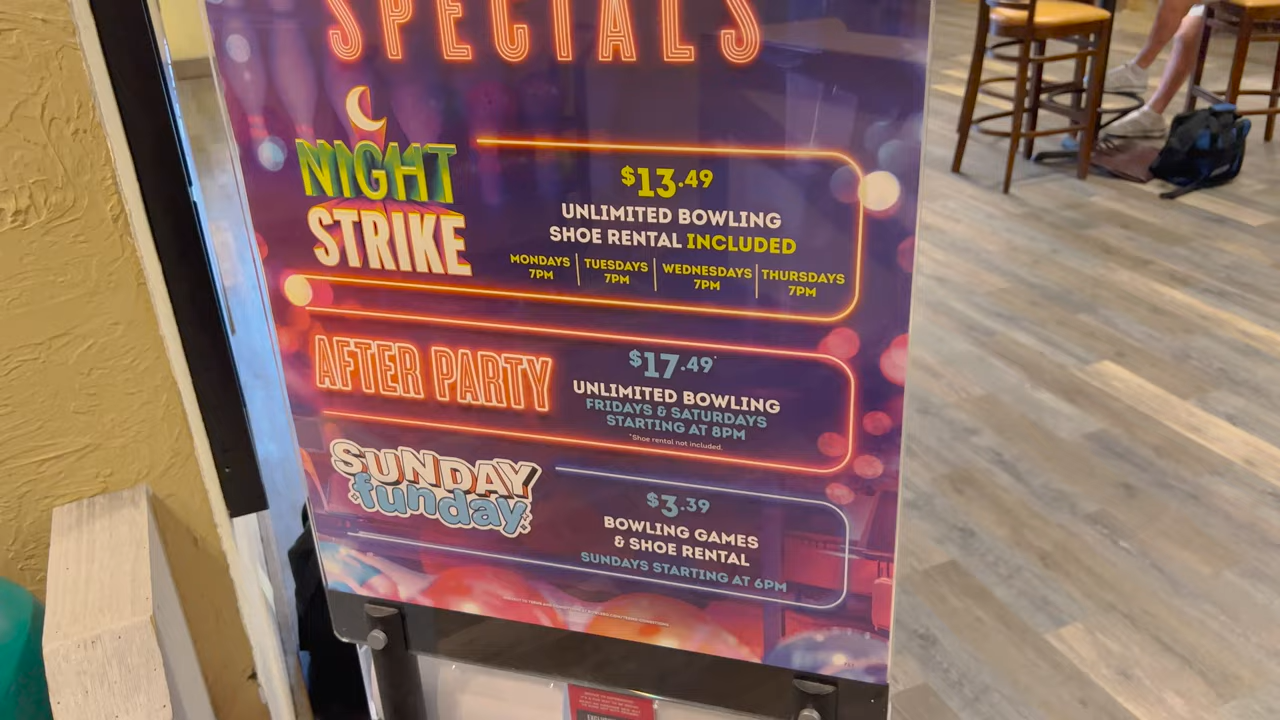 SPECIALS
NIGHT
STRIKE
$13.49
UNLIMITED BOWLING
SHOE RENTAL INCLUDED
MONDAYS TUESDAYS WEDNESDAYS THURSDAYS
7PM 7PM 7PM 7PM
AFTER PARTY
$17.49*
UNLIMITED BOWLING
FRIDAYS & SATURDAYS
STARTING AT 8PM
*Shoe rental not included.
SUNDAY
funday
$3.39
BOWLING GAMES
& SHOE RENTAL
SUNDAYS STARTING AT 6PM